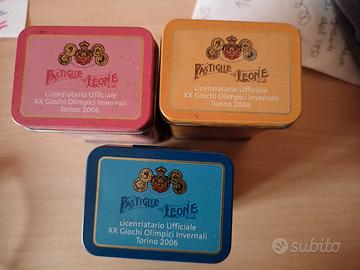 PASTIGLIE LEONE
Licenziatario Ufficiale
XX Giochi Olimpici Invernali
Torino 2006
PASTIGLIE LEONE
Licenziatario Ufficiale
XX Giochi Olimpici Invernali
Torino 2006
PASTIGLIE LEONE
Licenziatario Ufficiale
XX Giochi Olimpici Invernali
Torino 2006
subito